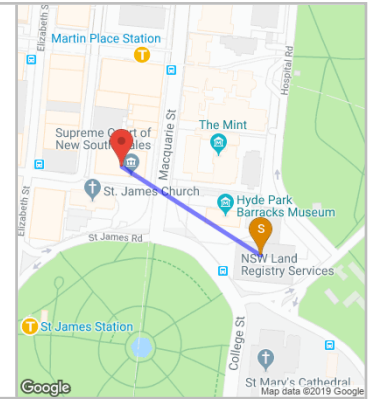 Elizabeth St
Martin Place Station
T
Hospital Rd
Macquarie St
The Mint
Supreme Court of
New South Wales
St. James Church
Elizabeth St
Hyde Park
Barracks Museum
St James Rd
S
NSW Land
Registry Services
T
St James Station
College St
St Mary's Cathedral
Google
Map data ©2019 Google